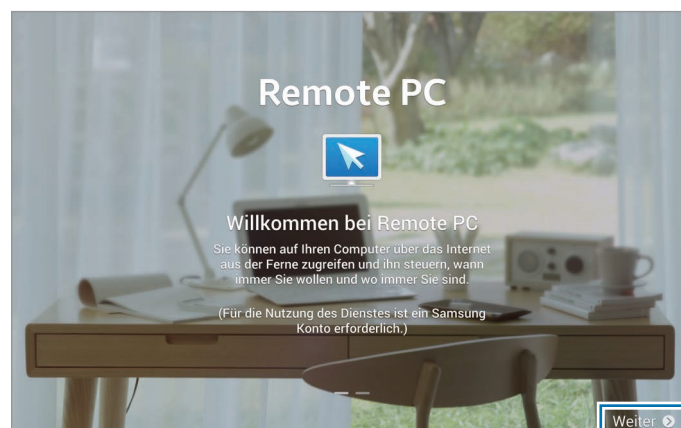 Remote PC
Willkommen bei Remote PC
Sie können auf Ihren Computer über das Internet
aus der Ferne zugreifen und ihn steuern, wann
immer Sie wollen und wo immer Sie sind.
(Für die Nutzung des Dienstes ist ein Samsung
Konto erforderlich.)
Weiter